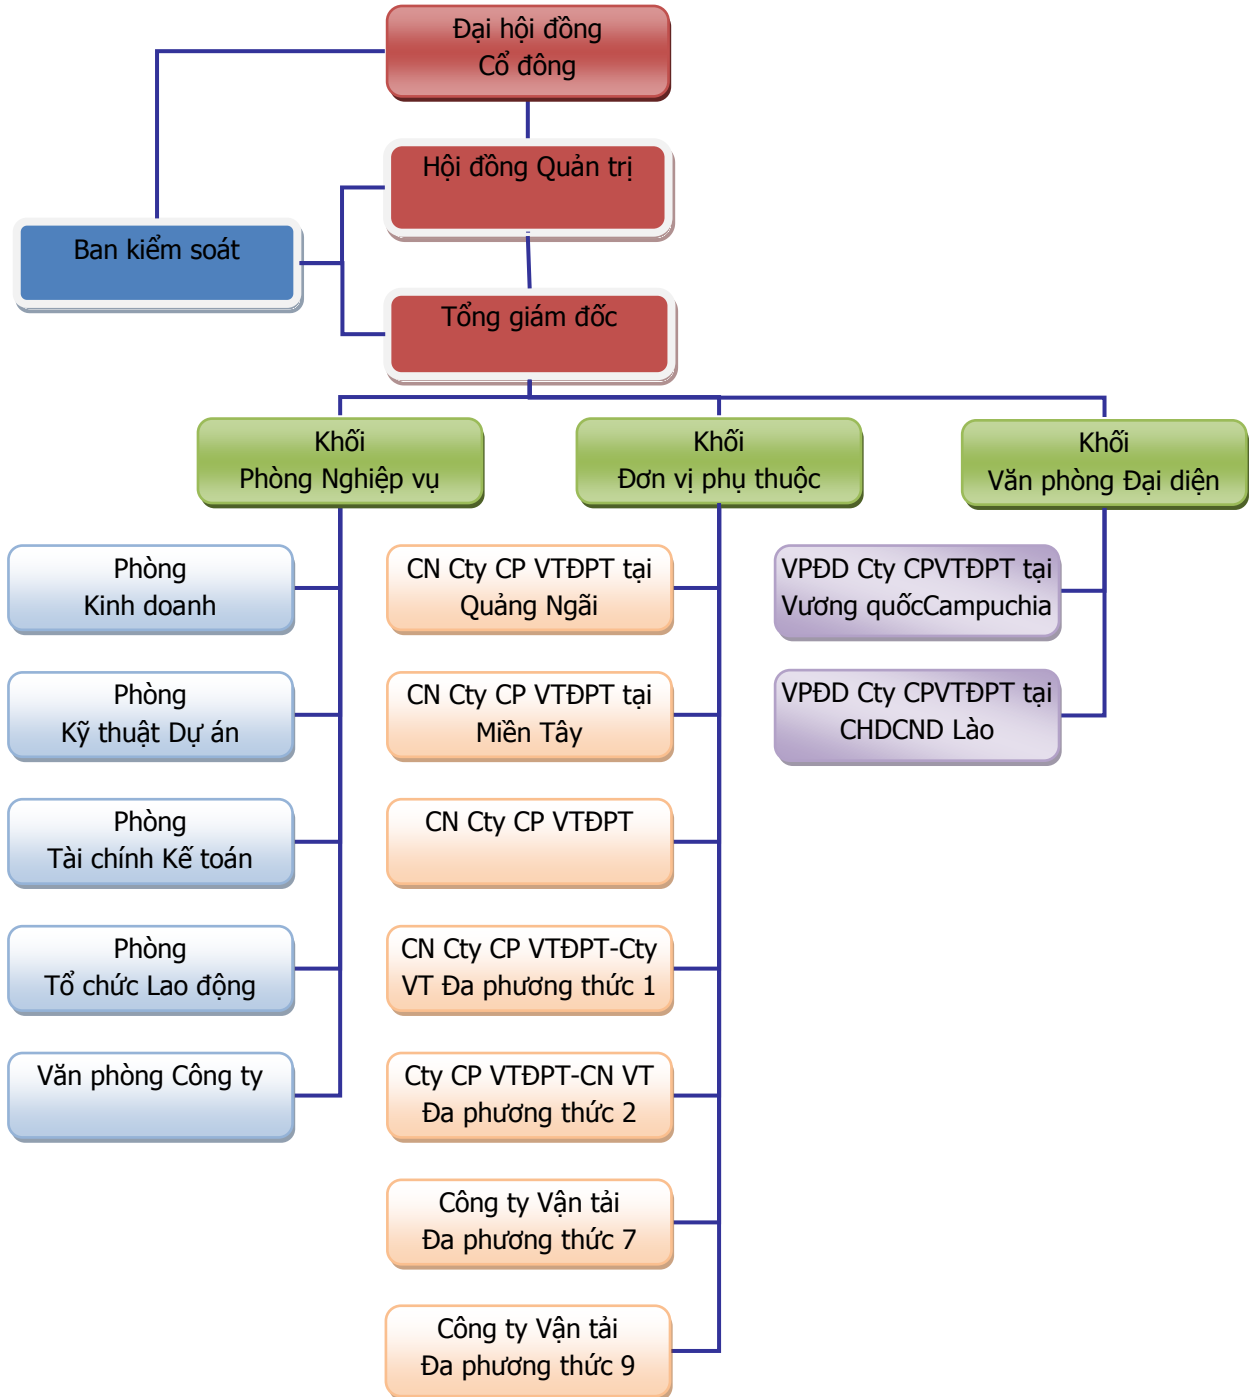 Đại hội đồng
Cổ đông
Hội đồng Quản trị
Ban kiểm soát
Tổng giám đốc
Khối
Phòng Nghiệp vụ
Khối
Đơn vị phụ thuộc
Khối
Văn phòng Đại diện
Phòng
Kinh doanh
Phòng
Kỹ thuật Dự án
Phòng
Tài chính Kế toán
Phòng
Tổ chức Lao động
Văn phòng Công ty
CN Cty CP VTĐPT tại
Quảng Ngãi
CN Cty CP VTĐPT tại
Miền Tây
CN Cty CP VTĐPT
CN Cty CP VTĐPT-Cty
VT Đa phương thức 1
Cty CP VTĐPT-CN VT
Đa phương thức 2
Công ty Vận tải
Đa phương thức 7
Công ty Vận tải
Đa phương thức 9
VPĐD Cty CPVTĐPT tại
Vương quốcCampuchia
VPĐD Cty CPVTĐPT tại
CHDCND Lào